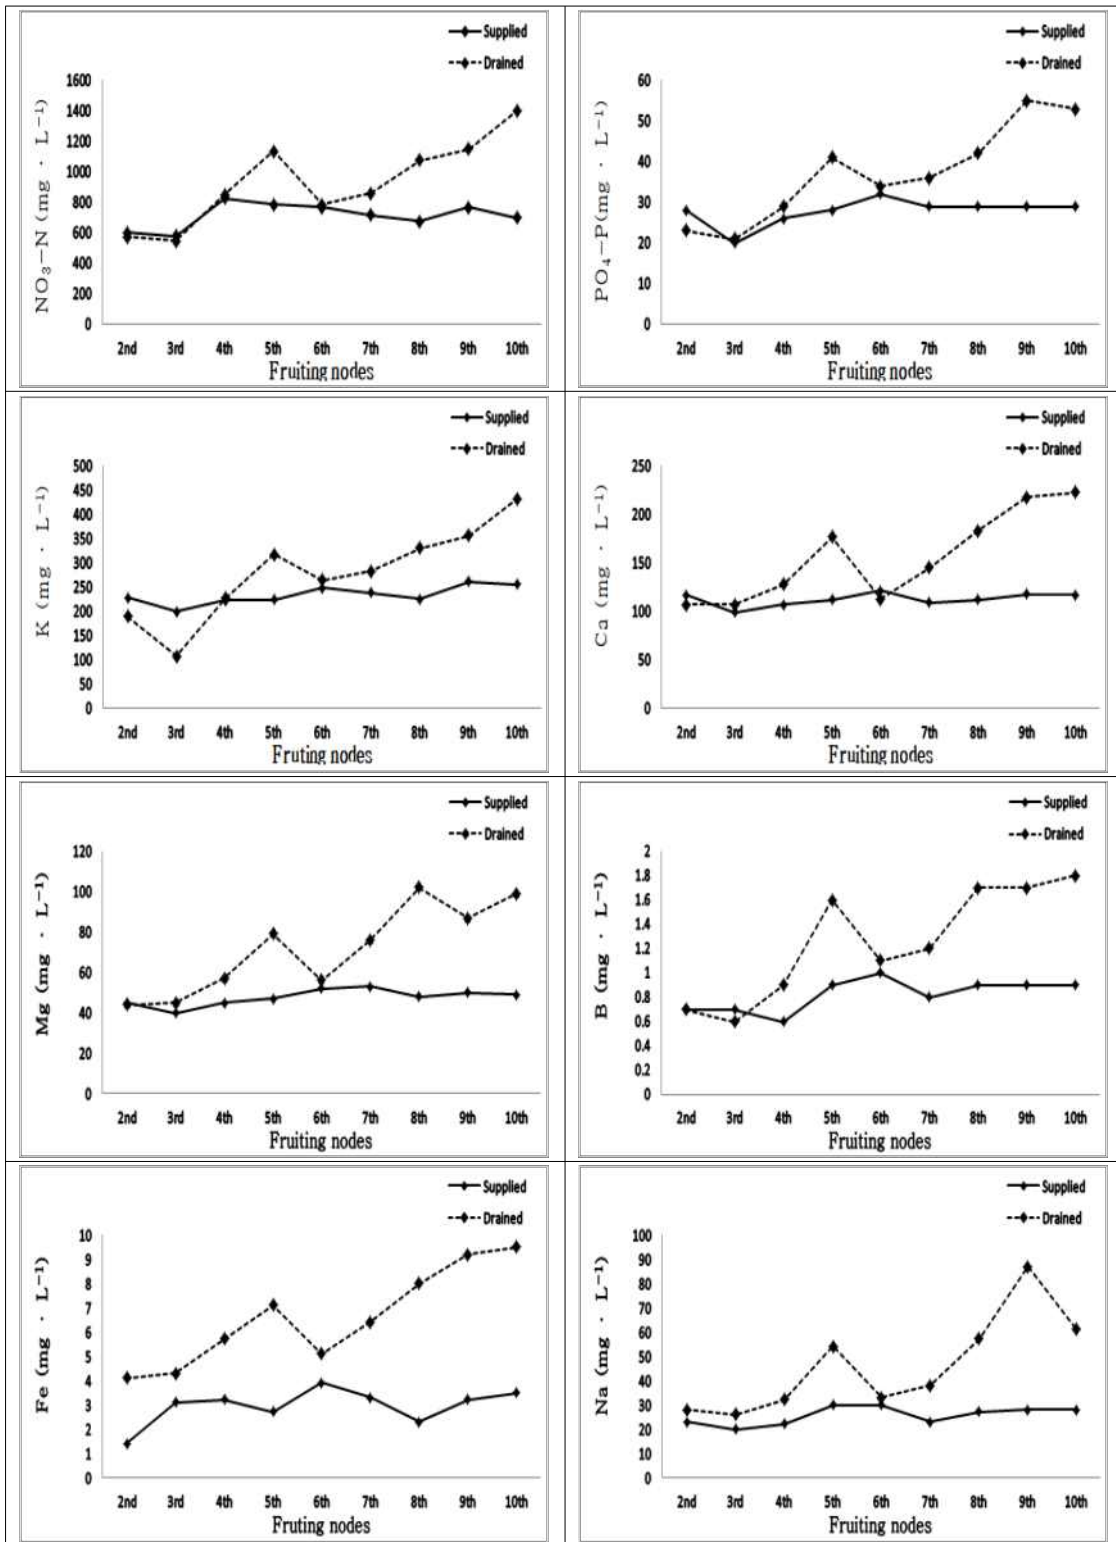 Supplied
Drained
NO₃−N (mg · L⁻¹)
1600
1400
1200
1000
800
600
400
200
0
2nd 3rd 4th 5th 6th 7th 8th 9th 10th
Fruiting nodes
Supplied
Drained
PO₄−P(mg · L⁻¹)
60
50
40
30
20
10
0
2nd 3rd 4th 5th 6th 7th 8th 9th 10th
Fruiting nodes
Supplied
Drained
K (mg · L⁻¹)
500
450
400
350
300
250
200
150
100
50
0
2nd 3rd 4th 5th 6th 7th 8th 9th 10th
Fruting nodes
Supplied
Drained
Ca (mg · L⁻¹)
250
200
150
100
50
0
2nd 3rd 4th 5th 6th 7th 8th 9th 10th
Fruiting nodes
Supplied
Drained
Mg (mg · L⁻¹)
120
100
80
60
40
20
0
2nd 3rd 4th 5th 6th 7th 8th 9th 10th
Fruiting nodes
Supplied
Drained
B (mg · L⁻¹)
2
1.8
1.6
1.4
1.2
1
0.8
0.6
0.4
0.2
0
2nd 3rd 4th 5th 6th 7th 8th 9th 10th
Fruiting nodes
Supplied
Drained
Fe (mg · L⁻¹)
10
9
8
7
6
5
4
3
2
1
0
2nd 3rd 4th 5th 6th 7th 8th 9th 10th
Fruting nodes
Supplied
Drained
Na (mg · L⁻¹)
100
90
80
70
60
50
40
30
20
10
0
2nd 3rd 4th 5th 6th 7th 8th 9th 10th
Fruiting nodes